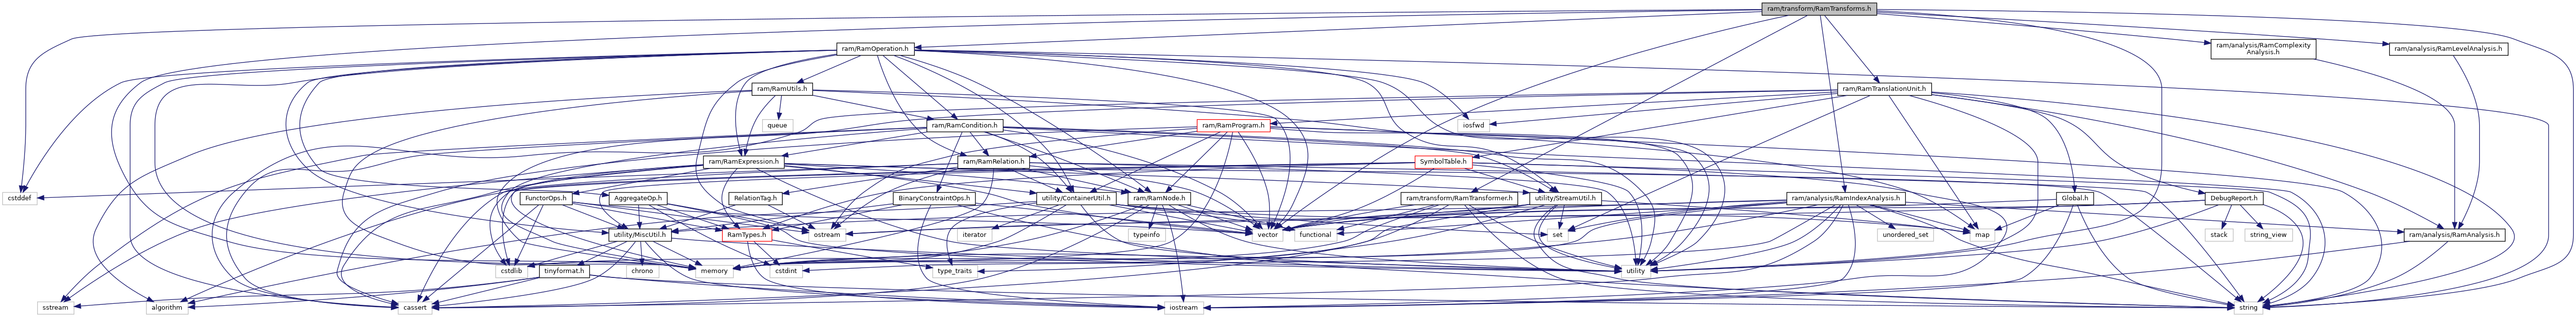 ram/transform/RamTransforms.h
ram/RamOperation.h
ram/analysis/RamComplexity
Analysis.h
ram/analysis/RamLevelAnalysis.h
ram/RamUtils.h
ram/RamTranslationUnit.h
queue
ram/RamCondition.h
ram/RamProgram.h
iosfwd
ram/RamExpression.h
ram/RamRelation.h
SymbolTable.h
cstddef
FunctorOps.h
AggregateOp.h
RelationTag.h
BinaryConstraintOps.h
utility/ContainerUtil.h
ram/RamNode.h
ram/transform/RamTransformer.h
utility/StreamUtil.h
ram/analysis/RamIndexAnalysis.h
Global.h
DebugReport.h
utility/MiscUtil.h
RamTypes.h
ostream
iterator
typeinfo
vector
functional
set
unordered_set
map
stack
string_view
ram/analysis/RamAnalysis.h
cstdlib
tinyformat.h
chrono
memory
cstdint
type_traits
utility
sstream
algorithm
cassert
iostream
string